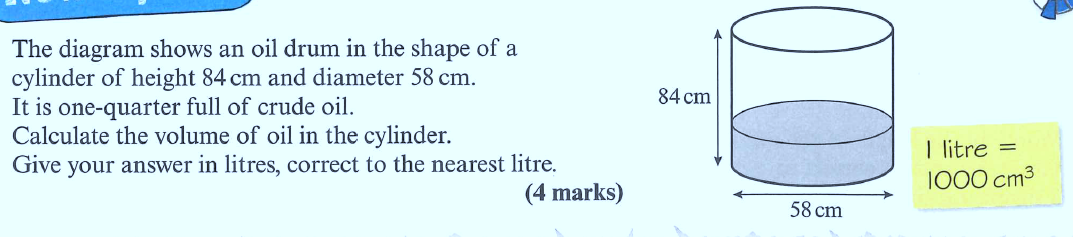 The diagram shows an oil drum in the shape of a
cylinder of height 84 cm and diameter 58 cm.
It is one-quarter full of crude oil.
Calculate the volume of oil in the cylinder.
Give your answer in litres, correct to the nearest litre.
(4 marks)
84 cm
58 cm
1 litre =
1000 cm³